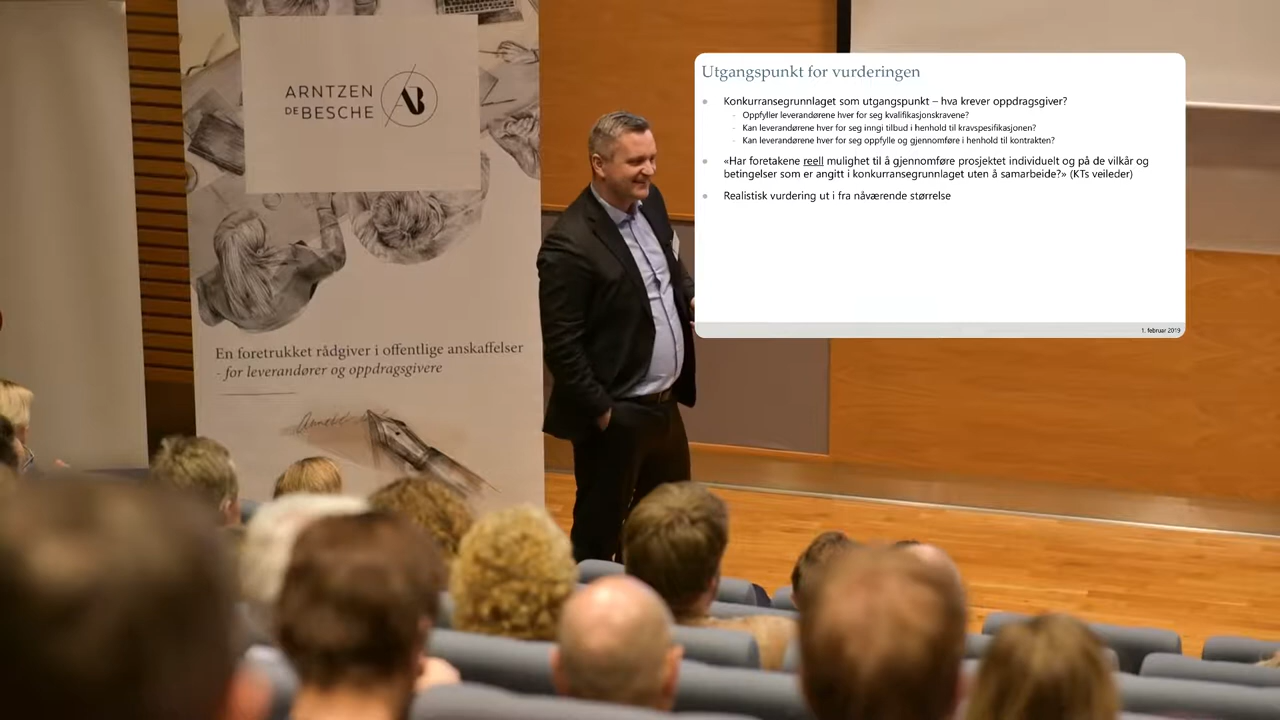 ARNTZEN
DE BESCHE
AB
Utgangspunkt for vurderingen
Konkurransegrunnlaget som utgangspunkt – hva krever oppdragsgiver?
- Oppfyller leverandørene hver for seg kvalifikasjonskravene?
- Kan leverandørene hver for seg inngi tilbud i henhold til kravspesifikasjonen?
- Kan leverandørene hver for seg oppfylle og gjennomføre i henhold til kontrakten?
«Har foretakene reell mulighet til å gjennomføre prosjektet individuelt og på de vilkår og
betingelser som er angitt i konkurransegrunnlaget uten å samarbeide?» (KTs veileder)
Realistisk vurdering ut i fra nåværende størrelse
1. februar 2019
En foretrukket rådgiver i offentlige anskaffelser
- for leverandører og oppdragsgivere